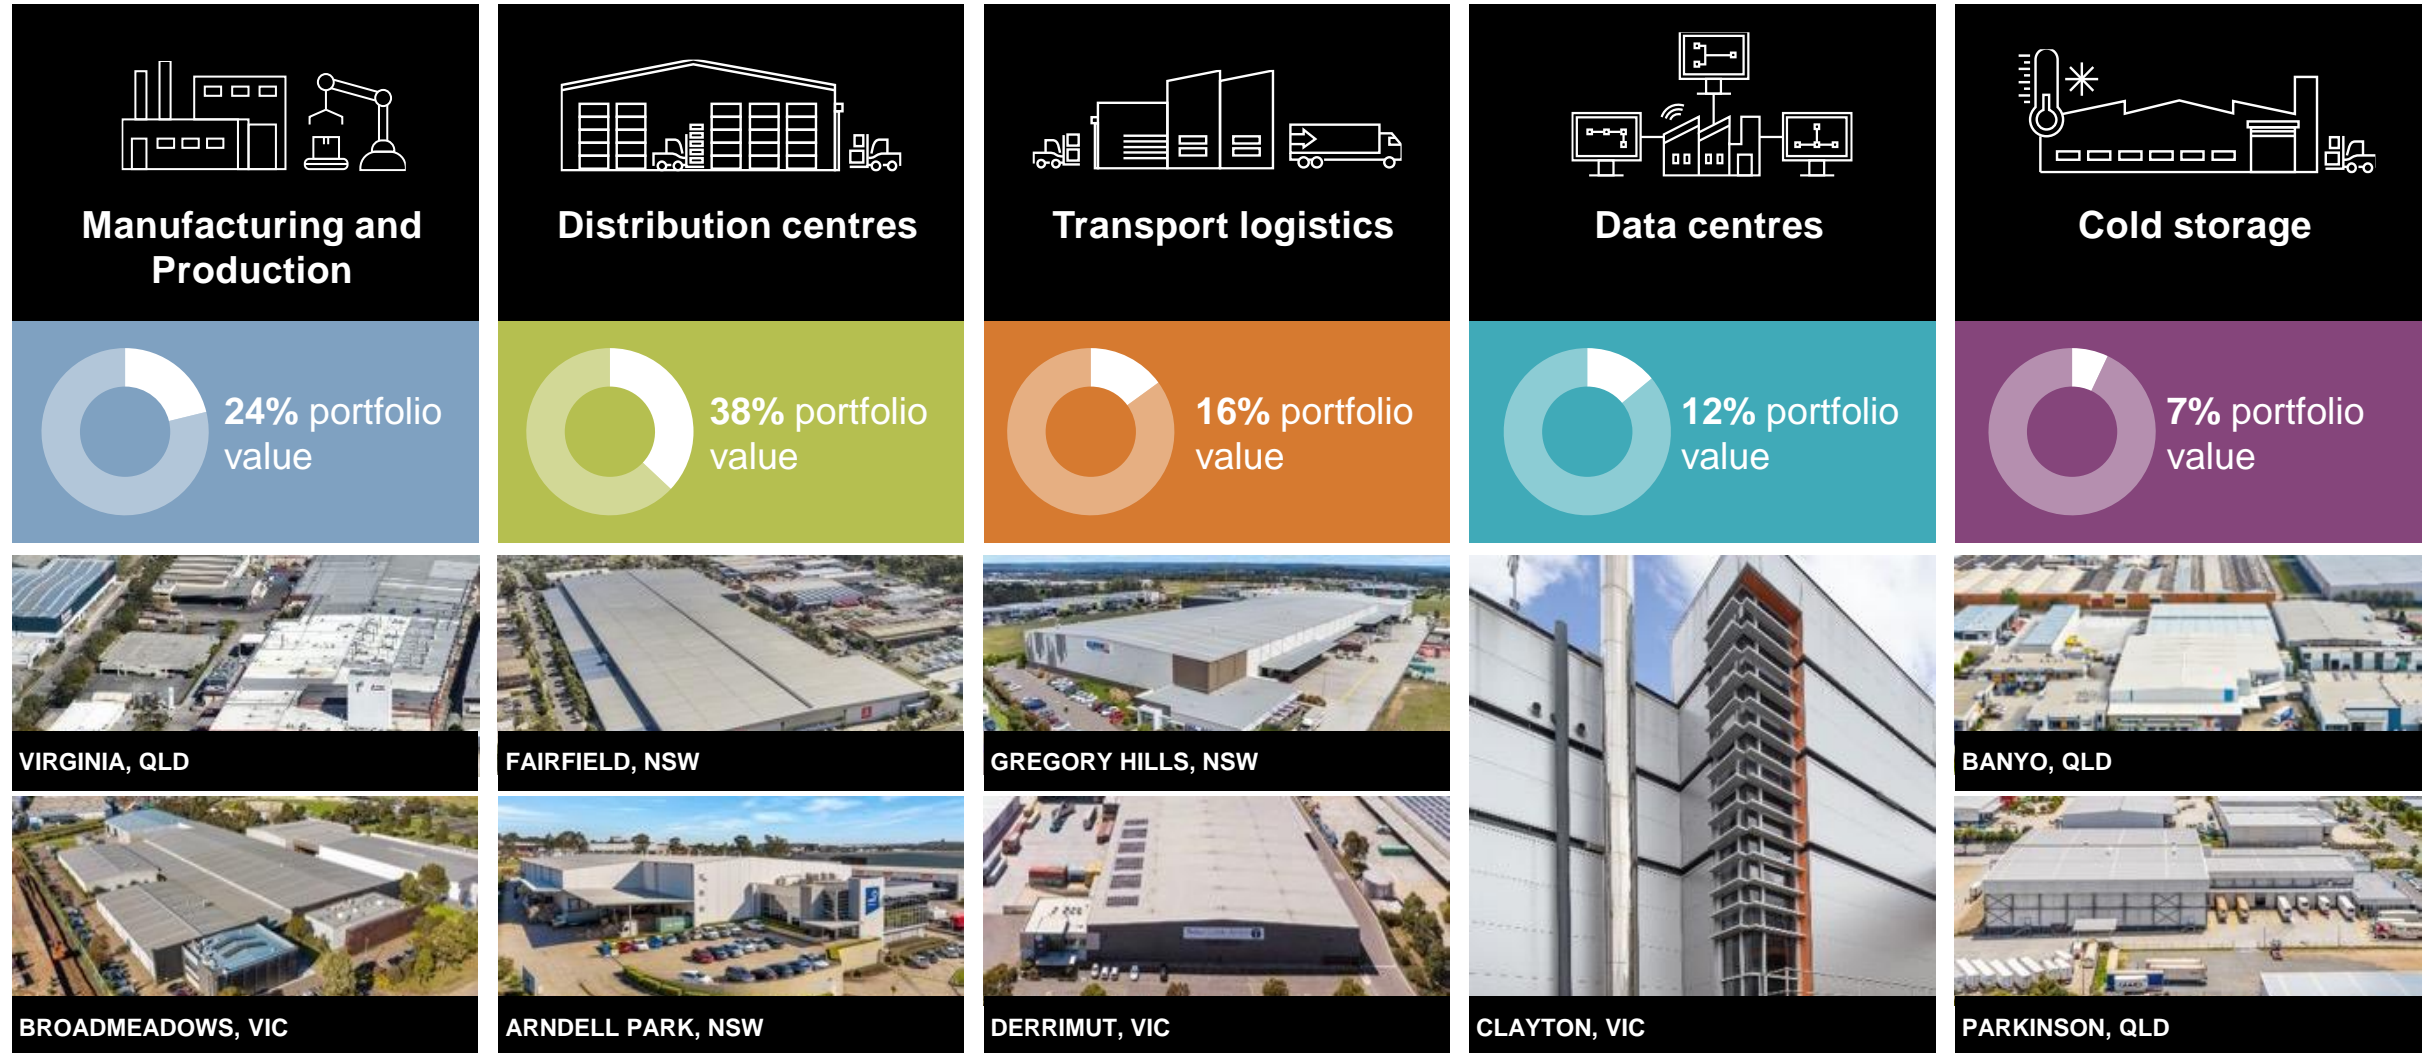 Manufacturing and
Production
Distribution centres
Transport logistics
Data centres
Cold storage
24% portfolio
value
38% portfolio
value
16% portfolio
value
12% portfolio
value
7% portfolio
value
VIRGINIA, QLD
FAIRFIELD, NSW
GREGORY HILLS, NSW
BANYO, QLD
BROADMEADOWS, VIC
ARNDELL PARK, NSW
DERRIMUT, VIC
CLAYTON, VIC
PARKINSON, QLD